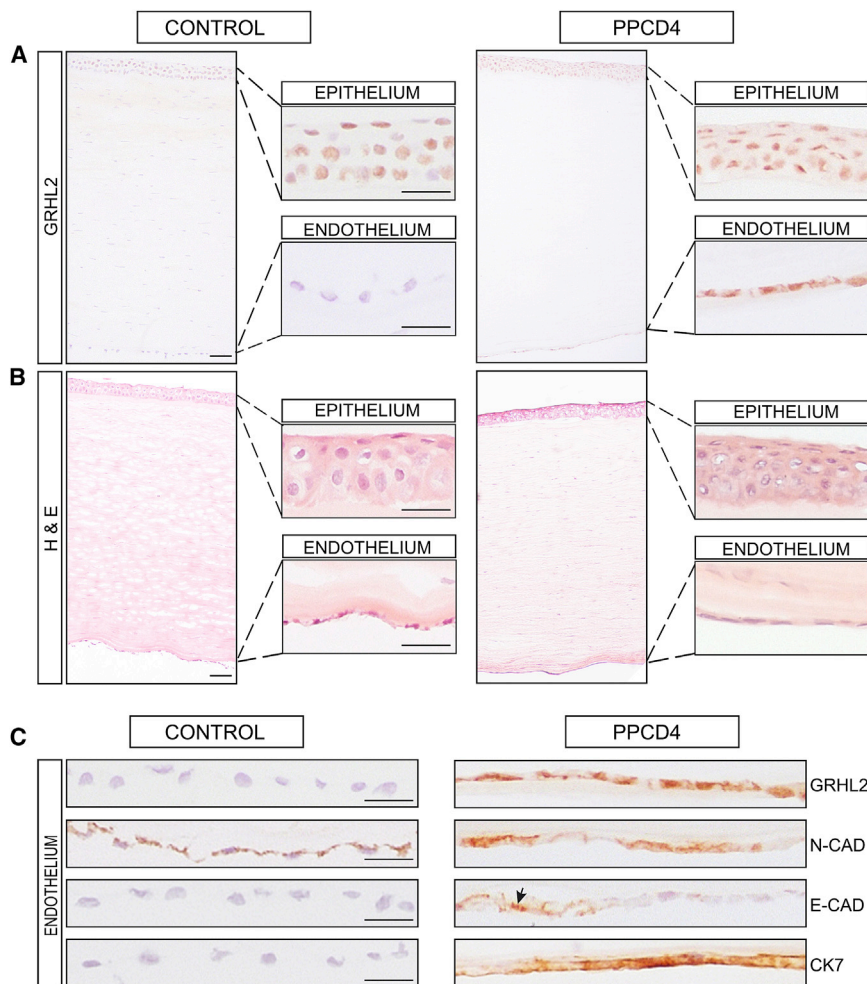 CONTROL
PPCD4
A
GRHL2
EPITHELIUM
ENDOTHELIUM
EPITHELIUM
ENDOTHELIUM
B
H & E
EPITHELIUM
ENDOTHELIUM
EPITHELIUM
ENDOTHELIUM
C
CONTROL
PPCD4
ENDOTHELIUM
GRHL2
N-CAD
E-CAD
CK7